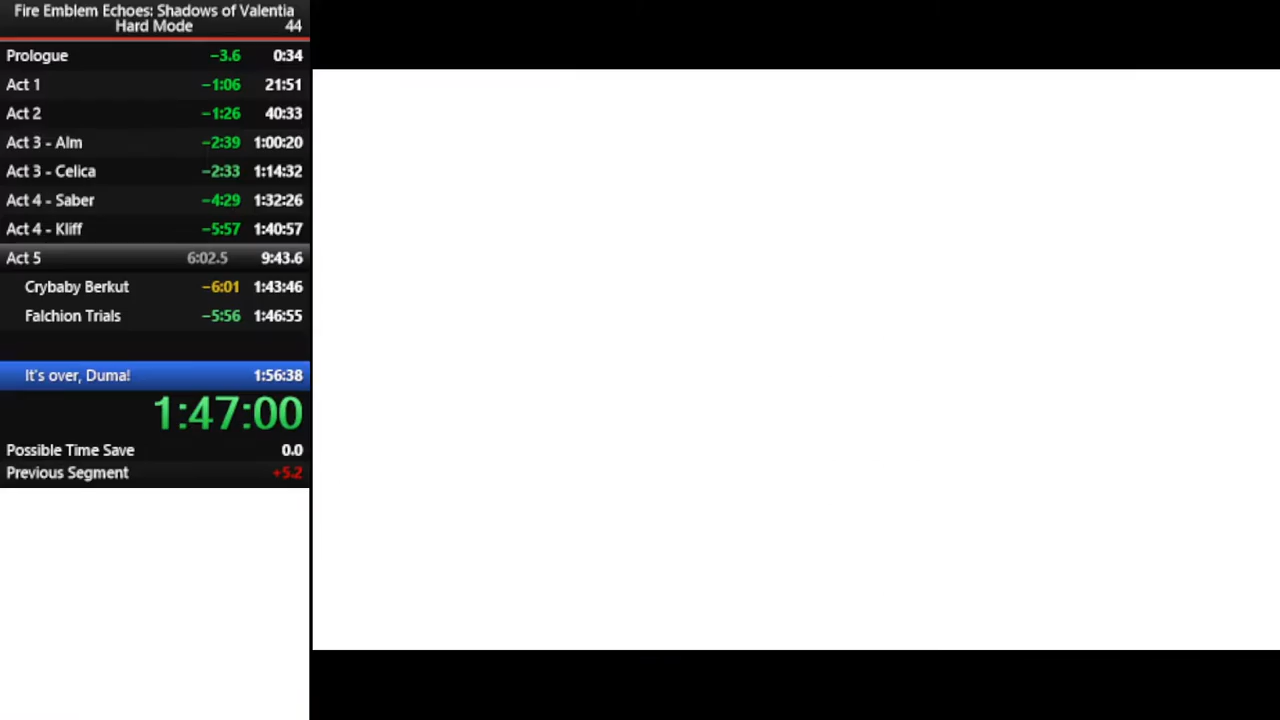 Fire Emblem Echoes: Shadows of Valentia
Hard Mode 44
Prologue −3.6 0:34
Act 1 −1:06 21:51
Act 2 −1:26 40:33
Act 3 - Alm −2:39 1:00:20
Act 3 - Celica −2:33 1:14:32
Act 4 - Saber −4:29 1:32:26
Act 4 - Kliff −5:57 1:40:57
Act 5 6:02.5 9:43.6
Crybaby Berkut −6:01 1:43:46
Falchion Trials −5:56 1:46:55
It's over, Duma! 1:56:38
1:47:00
Possible Time Save 0.0
Previous Segment +5.2